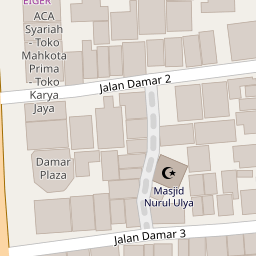 EIGER
ACA
Syariah
- Toko
Mahkota
Prima
- Toko
Karya
Jaya
Jalan Damar 2
Damar
Plaza
Masjid
Nurul Ulya
Jalan Damar 3